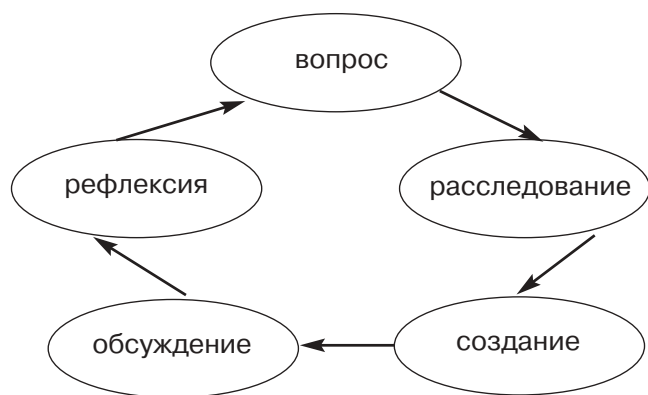 вопрос
расследование
создание
обсуждение
рефлексия